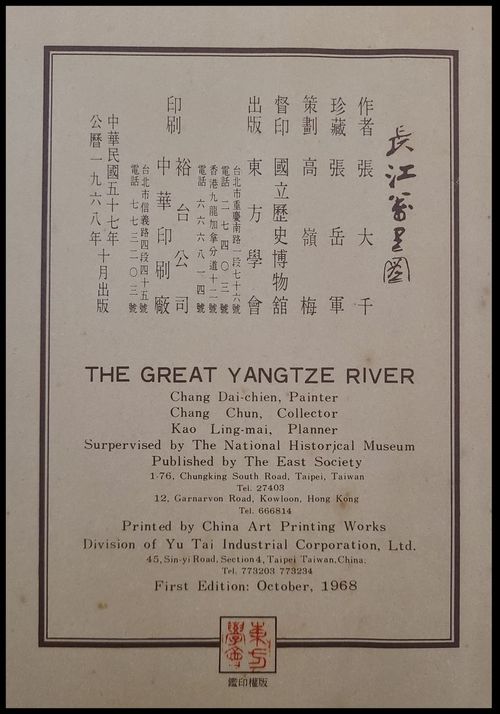 長江萬里圖
作者 張大千
珍藏 張岳軍
策劃 高嶺梅
督印 國立歷史博物館
出版 東方學會
台北市重慶南路一段七十六號
電話 二七四〇三號
香港九龍加拿分道十二號
電話 六六六八一四號
印刷 裕台公司
中華印刷廠
台北市信義路四段四十五號
電話 七七三二〇三號
中華民國五十七年
公曆一九六八年十月出版
THE GREAT YANGTZE RIVER
Chang Dai-chien, Painter
Chang Chun, Collector
Kao Ling-mai, Planner
Surpervised by The National Historical Museum
Published by The East Society
1-76, Chungking South Road, Taipei, Taiwan
Tel. 27403
12, Garnarvon Road, Kowloon, Hong Kong
Tel. 666814
Printed by China Art Printing Works
Division of Yu Tai Industrial Corporation, Ltd.
45, Sin-yi Road, Section 4, Taipei Taiwan, China.
Tel. 773203 773234
First Edition: October, 1968
東方學會
鑑印權版